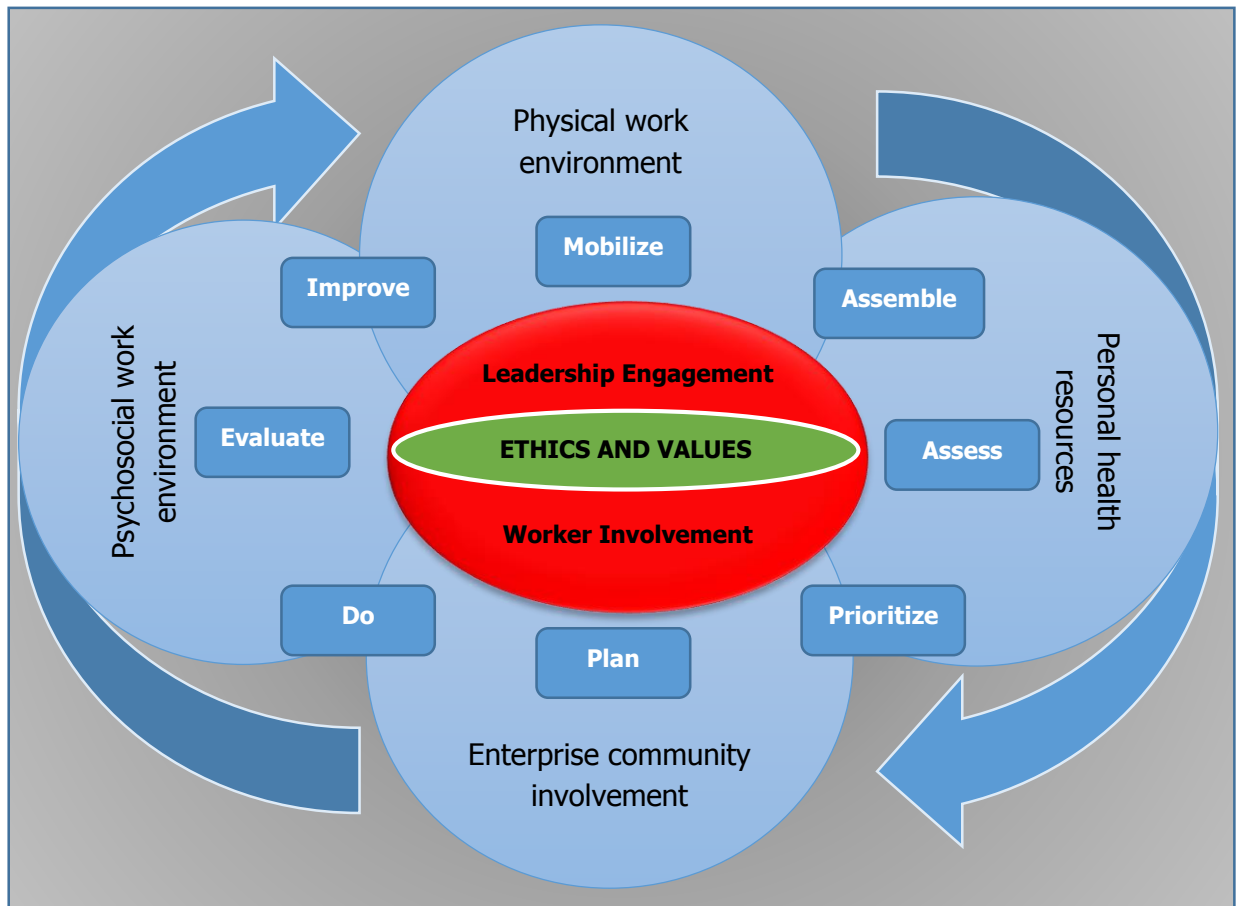 Physical work
environment
Mobilize
Improve
Assemble
Leadership Engagement
Psychosocial work
environment
Personal health
resources
Evaluate
ETHICS AND VALUES
Assess
Worker Involvement
Do
Prioritize
Plan
Enterprise community
involvement